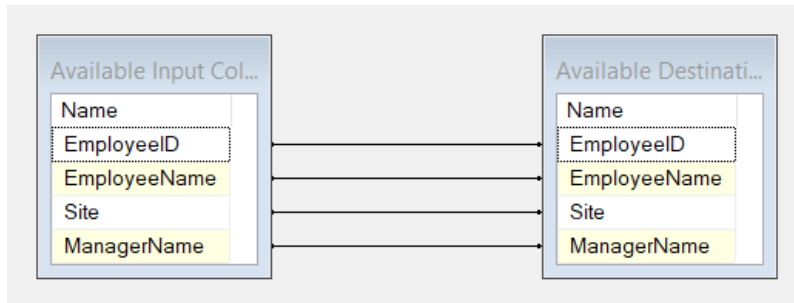 Available Input Col...
Name
EmployeeID
EmployeeName
Site
ManagerName
Available Destinati...
Name
EmployeeID
EmployeeName
Site
ManagerName